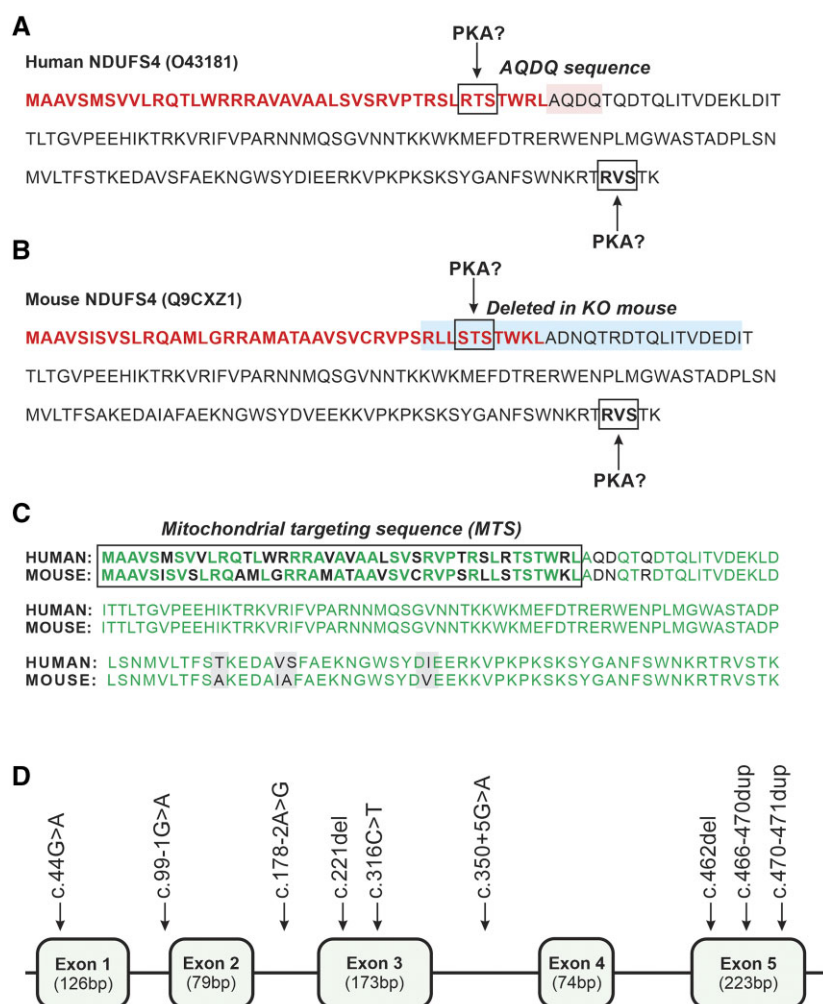 A
PKA?
Human NDUFS4 (O43181)
AQDQ sequence
MAAVSMSVVLRQTLWRRRAVAVAALSVSRVPTRSLRTSTWRLAQDQTQDTQLITVDEKLDIT
TLTGVPEEHIKTRKVRIFVPARNNMQSGVNNTKKWKMEFDTRERWENPLMGWASTADPLSN
MVLTFSTKEDAVSFAEKNGWSYDIEERKVPKPKSKSYGANFSWNKRTRVSTK
PKA?
B
PKA?
Mouse NDUFS4 (Q9CXZ1)
Deleted in KO mouse
MAAVSISVSLRQAMLGRRAMATAAVSVCRVPSRLLSTSTWKLADNQTRDTQLITVDEDIT
TLTGVPEEHIKTRKVRIFVPARNNMQSGVNNTKKWKMEFDTRERWENPLMGWASTADPLSN
MVLTFSAKEDAIAFAEKNGWSYDVEEKKVPKPKSKSYGANFSWNKRTRVSTK
PKA?
C
Mitochondrial targeting sequence (MTS)
HUMAN: MAAVSMSVVLRQTLWRRRAVAVAALSVSRVPTRSLRTSTWRLAQDQTQDTQLITVDEKLD
MOUSE: MAAVSISVSLRQAMLGRRAMATAAVSVCRVPSRLLSTSTWKLADNQTRDTQLITVDEKLD
HUMAN: ITTLTGVPEEHIKTRKVRIFVPARNNMQSGVNNTKKWKMEFDTRERWENPLMGWASTADP
MOUSE: ITTLTGVPEEHIKTRKVRIFVPARNNMQSGVNNTKKWKMEFDTRERWENPLMGWASTADP
HUMAN: LSNMVLTFSTKEDAVSFAEKNGWSYDIEERKVPKPKSKSYGANFSWNKRTRVSTK
MOUSE: LSNMVLTFSAKEDAIAFAEKNGWSYDVEEKKVPKPKSKSYGANFSWNKRTRVSTK
D
c.44G>A
c.99-1G>A
c.178-2A>G
c.221del
c.316C>T
c.350+5G>A
c.462del
c.466-470dup
c.470-471dup
Exon 1
(126bp)
Exon 2
(79bp)
Exon 3
(173bp)
Exon 4
(74bp)
Exon 5
(223bp)